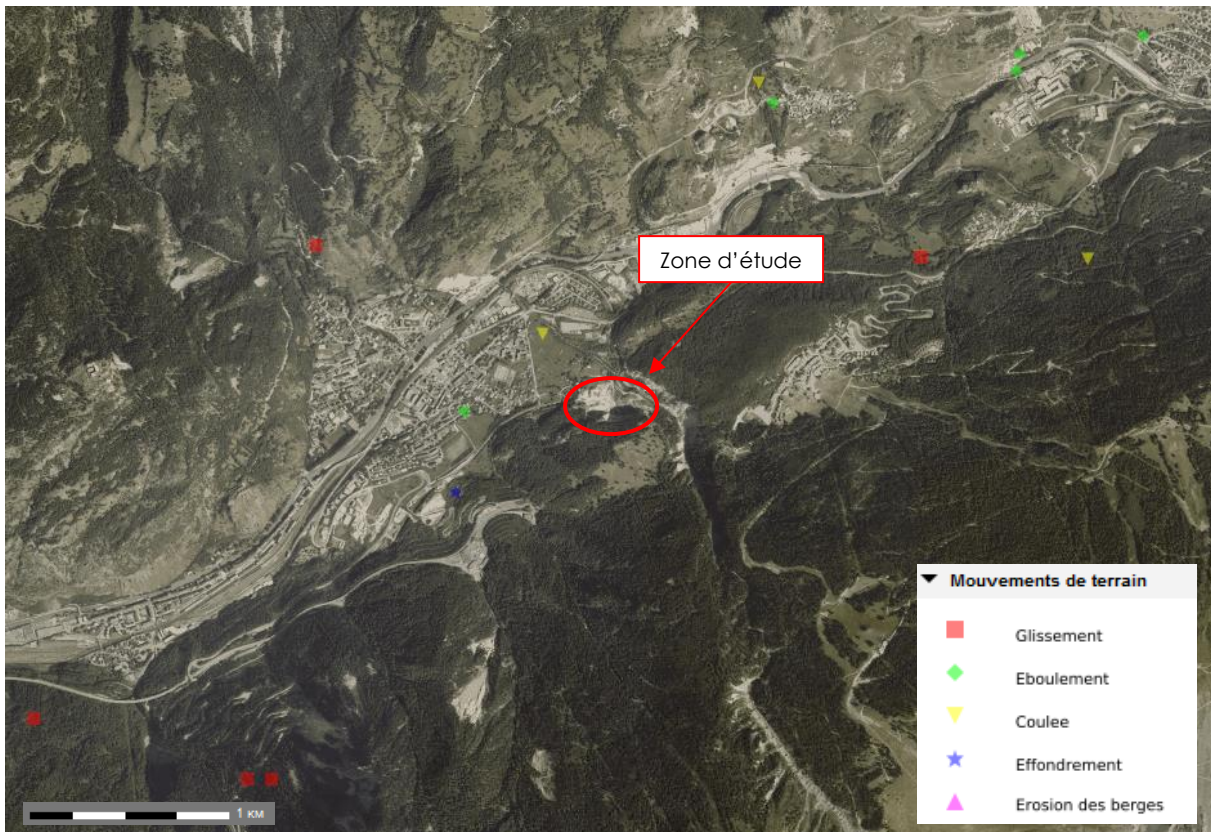 Zone d'étude
Mouvements de terrain
Glissement
Eboulement
Coulee
Effondrement
Erosion des berges
1 KM